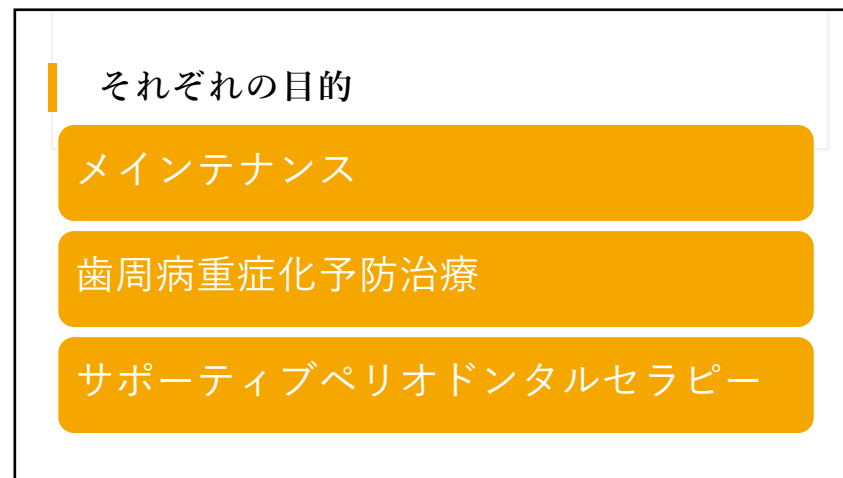 それぞれの目的
メインテナンス
歯周病重症化予防治療
サポーティブペリオドンタルセラピー